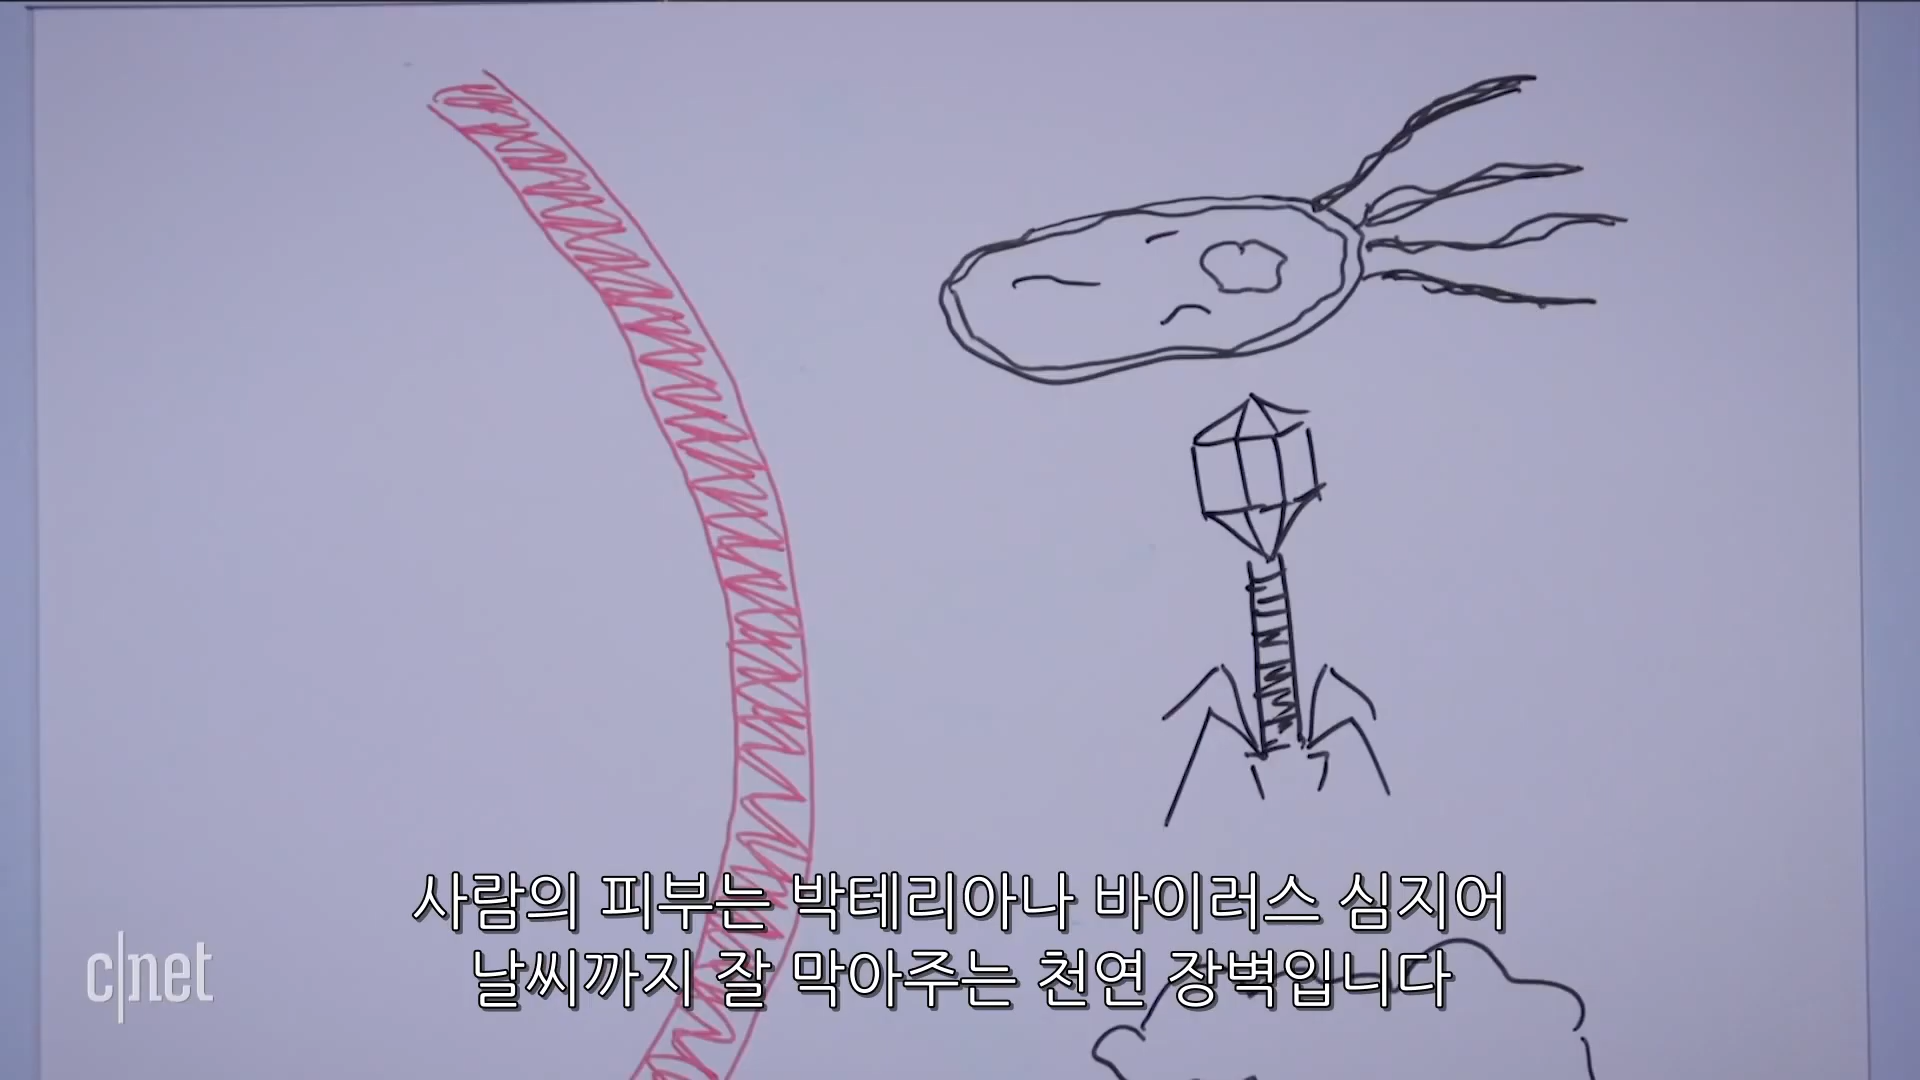 사람의 피부는 박테리아나 바이러스 심지어
날씨까지 잘 막아주는 천연 장벽입니다
c|net